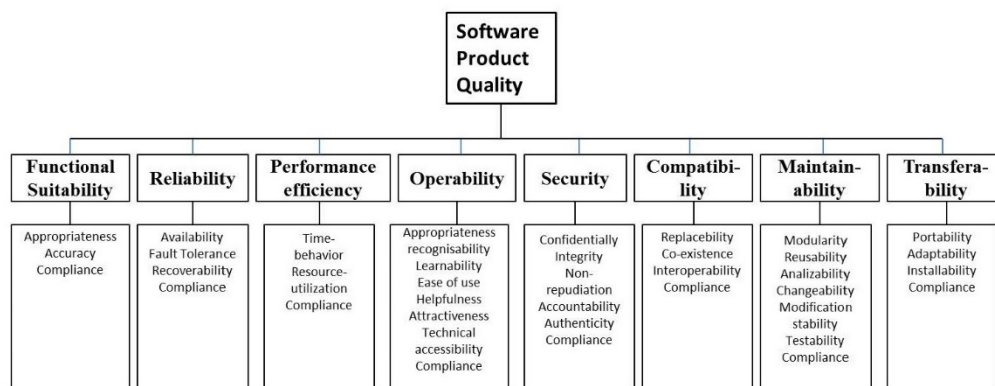 Software
Product
Quality
Functional
Suitability
Reliability
Performance
efficiency
Operability
Security
Compatibi-
lity
Maintain-
ability
Transfera-
bility
Appropriateness
Accuracy
Compliance
Availability
Fault Tolerance
Recoverability
Compliance
Time-
behavior
Resource-
utilization
Compliance
Appropriateness
recognisability
Learnability
Ease of use
Helpfulness
Attractiveness
Technical
accessibility
Compliance
Confidentially
Integrity
Non-
repudiation
Accountability
Authenticity
Compliance
Replacebility
Co-existence
Interoperability
Compliance
Modularity
Reusability
Analizability
Changeability
Modification
stability
Testability
Compliance
Portability
Adaptability
Installability
Compliance